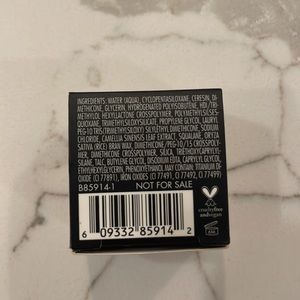 INGREDIENTS: WATER (AQUA), CYCLOPENTASILOXANE, CERESIN, DI-
METHICONE, GLYCERIN, HYDROGENATED POLYISOBUTENE, HDI/TRI-
METHYLOL HEXYLLACTONE CROSSPOLYMER, POLYMETHYLSILSES-
QUIOXANE, TRIMETHYLSILOXYSILICATE, PROPYLENE GLYCOL, LAURYL
PEG-10 TRIS (TRIMETHYLSILOXY) SILYLETHYL DIMETHICONE, SODIUM
CHLORIDE, CAMELLIA SINENSIS LEAF EXTRACT, SQUALANE, ORYZA
SATIVA (RICE) BRAN WAX, DIMETHICONE/PEG-10/15 CROSSPOLY-
MER, DIMETHICONE CROSSPOLYMER, SILICA, TRIETHOXYCAPRYLYL-
SILANE, TALC, BUTYLENE GLYCOL, DISODIUM EDTA, CAPRYLYL GLYCOL,
ETHYLHEXYLGLYCERIN, PHENOXYETHANOL, MAY CONTAIN: TITANIUM DI-
OXIDE (CI 77891), IRON OXIDES (CI 77491, CI 77492, CI 77499)
B85914-1 NOT FOR SALE
6 09332 85914 2
crueltyfree
andvegan